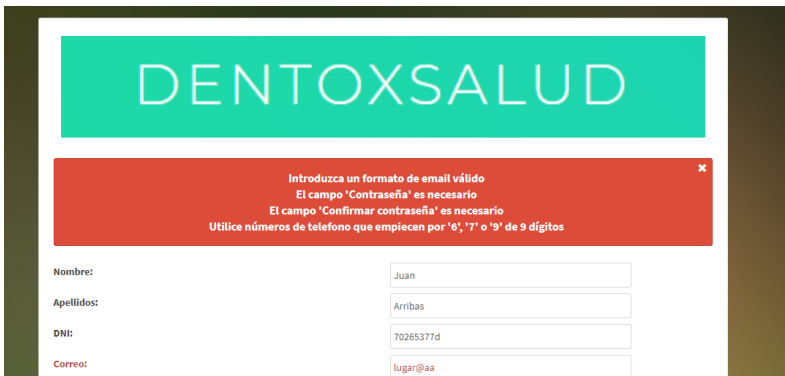 DENTOXSALUD
Introduzca un formato de email válido
El campo 'Contraseña' es necesario
El campo 'Confirmar contraseña' es necesario
Utilice números de telefono que empiecen por '6', '7' o '9' de 9 dígitos
Nombre: Juan
Apellidos: Arribas
DNI: 70265377d
Correo: lugar@aa